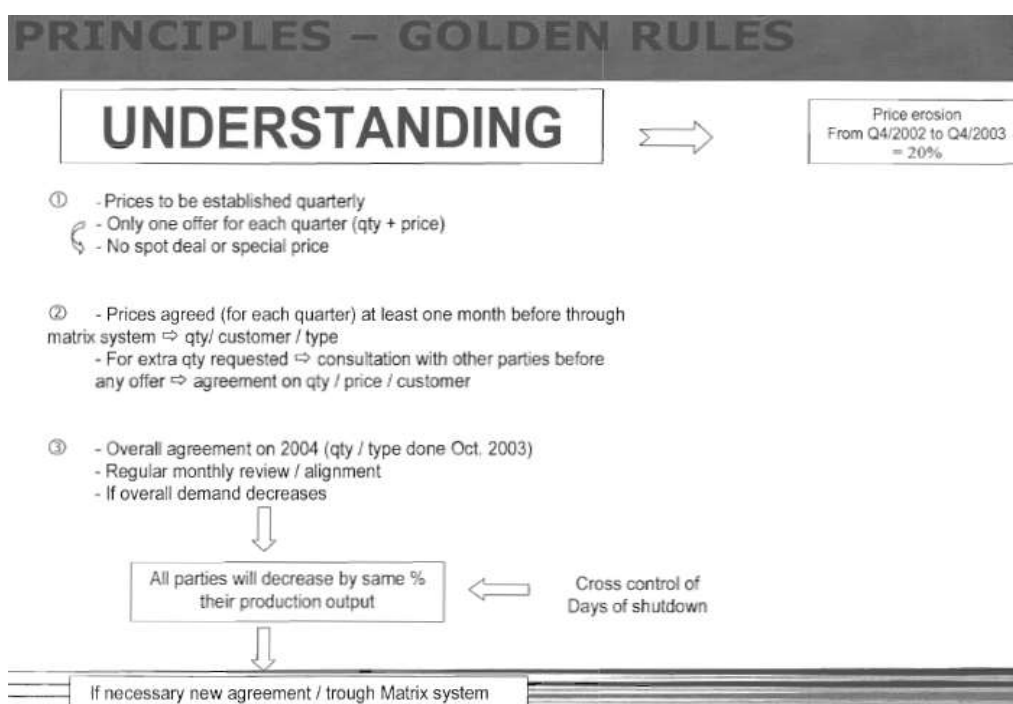 PRINCIPLES – GOLDEN RULES
UNDERSTANDING
Price erosion
From Q4/2002 to Q4/2003
= 20%
① - Prices to be established quarterly
- Only one offer for each quarter (qty + price)
- No spot deal or special price
② - Prices agreed (for each quarter) at least one month before through
matrix system ⇨ qty/ customer / type
- For extra qty requested ⇨ consultation with other parties before
any offer ⇨ agreement on qty / price / customer
③ - Overall agreement on 2004 (qty / type done Oct. 2003)
- Regular monthly review / alignment
- If overall demand decreases
All parties will decrease by same %
their production output
Cross control of
Days of shutdown
If necessary new agreement / trough Matrix system